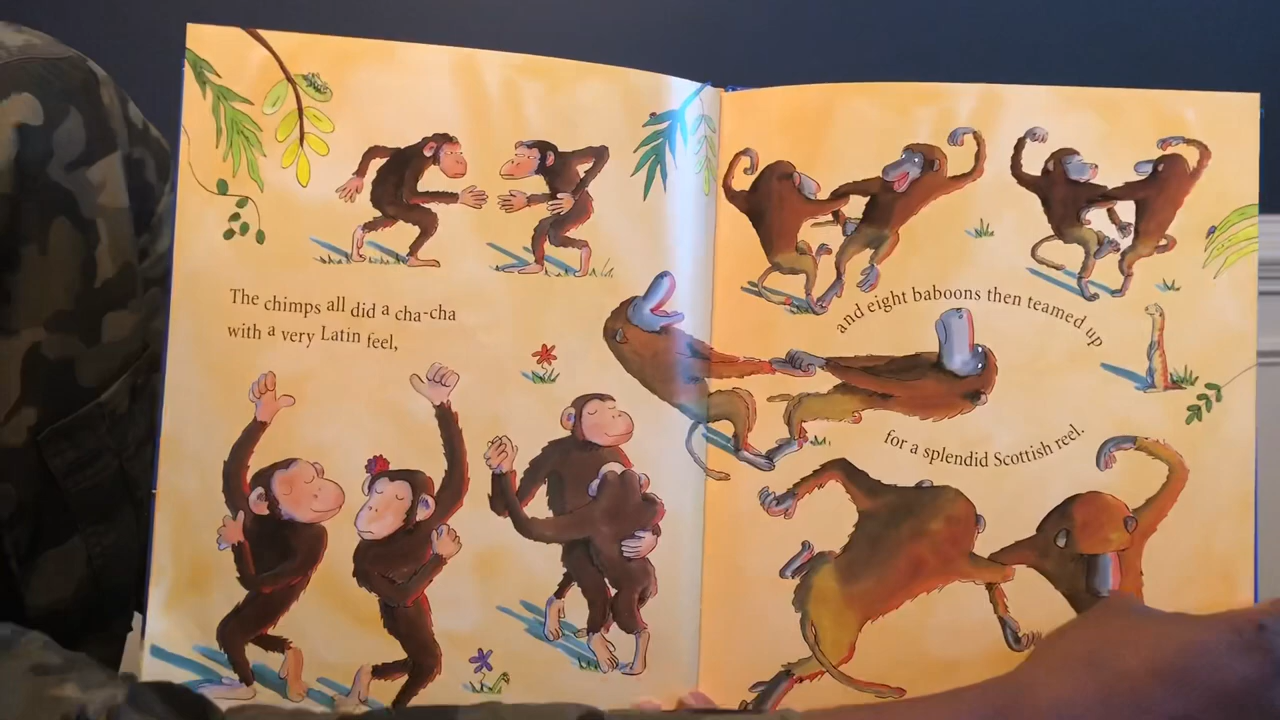 The chimps all did a cha-cha
with a very Latin feel,
and eight baboons then teamed up
for a splendid Scottish reel.